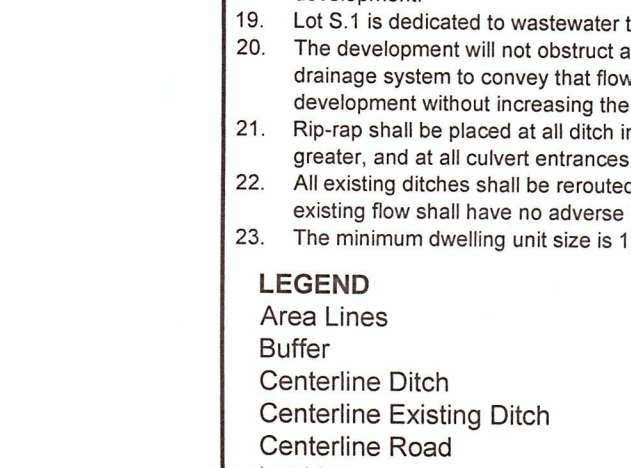 development.
19. Lot S.1 is dedicated to wastewater
20. The development will not obstruct
drainage system to convey that flow
development without increasing the
21. Rip-rap shall be placed at all ditch
greater, and at all culvert entrances
22. All existing ditches shall be rerouted
existing flow shall have no adverse
23. The minimum dwelling unit size is 1
LEGEND
Area Lines
Buffer
Centerline Ditch
Centerline Existing Ditch
Centerline Road